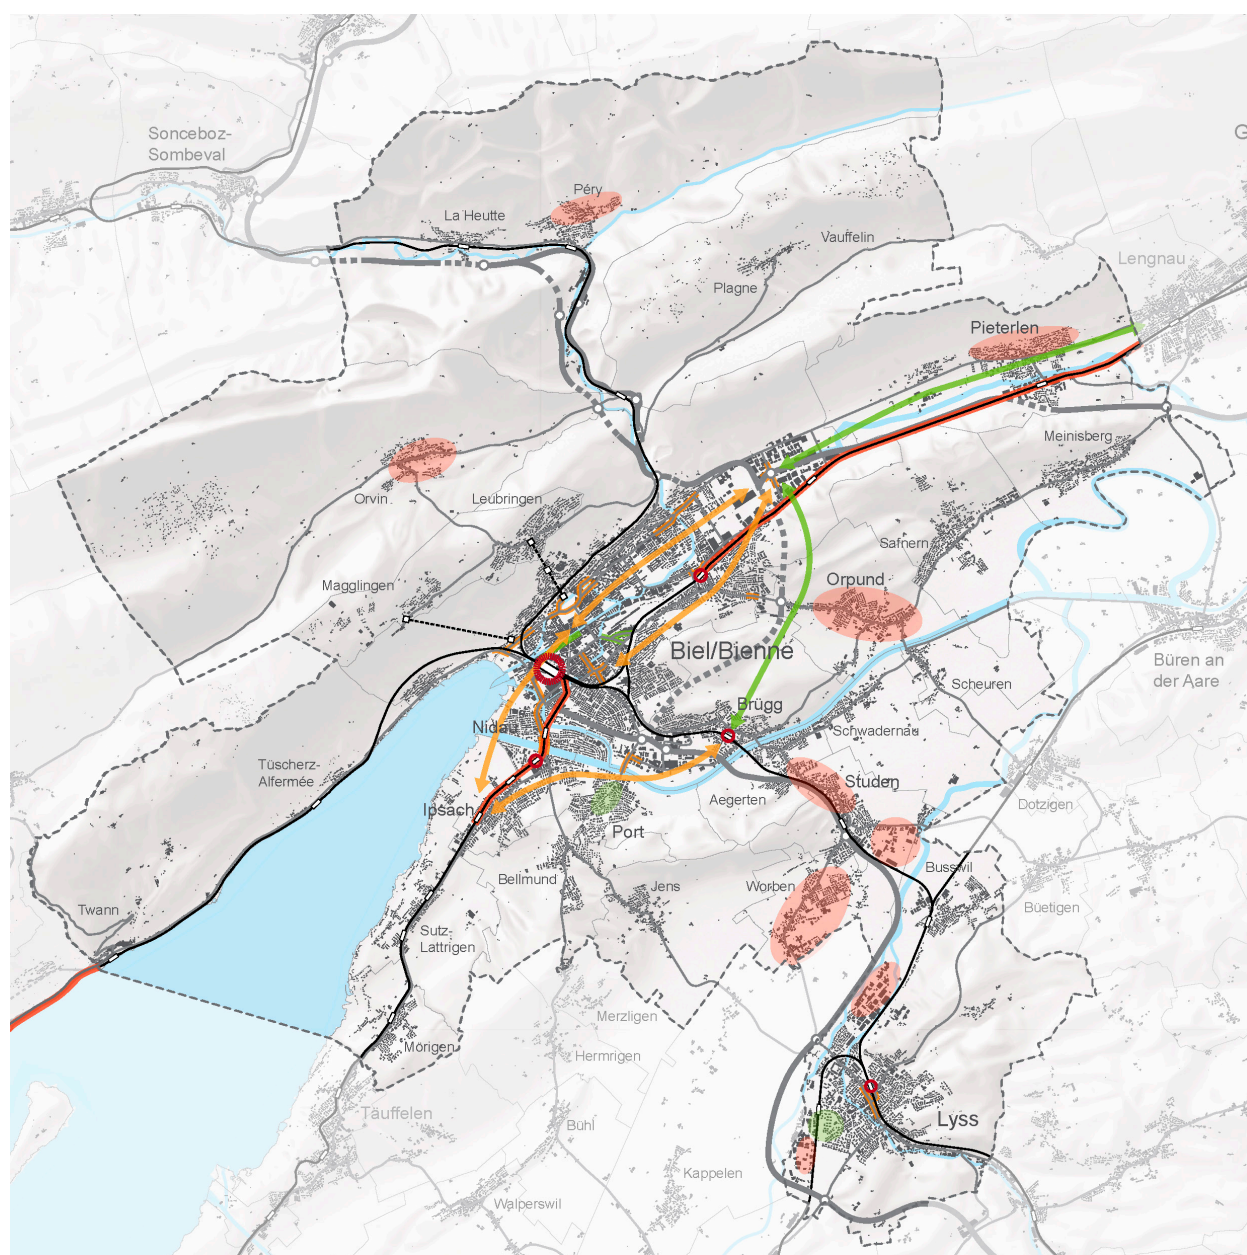 G
Sonceboz-
Sombeval
Péry
La Heutte
Vauffelin
Lengnau
Plagne
Pieterlen
Meinisberg
Orvin
Leubringen
Safnern
Magglingen
Orpund
Biel/Bienne
Büren an
der Aare
Scheuren
Brügg
Nidau
Schwadernau
Tüscherz-
Alfermée
Studen
Aegerten
Ipsach
Dotzigen
Port
Busswil
Bellmund
Jens
Worben
Büetigen
Twann
Sutz-
Lattrigen
Merzligen
Mörigen
Hermrigen
Täuffelen
Lyss
Bühl
Kappelen
Walperswil